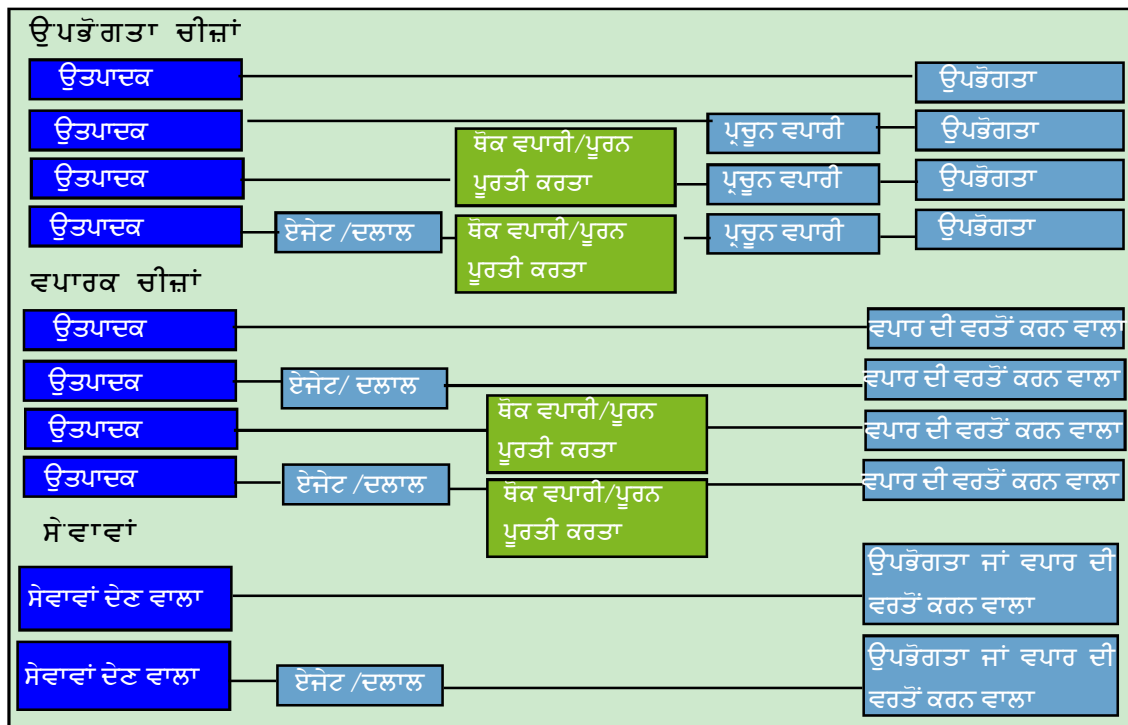 ਉਪਭੋਗਤਾ ਚੀਜ਼ਾਂ
ਉਤਪਾਦਕ ਉਪਭੋਗਤਾ
ਉਤਪਾਦਕ ਪ੍ਰਚੂਨ ਵਪਾਰੀ ਉਪਭੋਗਤਾ
ਥੋਕ ਵਪਾਰੀ/ਪੂਰਨ
ਪੂਰਤੀ ਕਰਤਾ
ਉਤਪਾਦਕ ਪ੍ਰਚੂਨ ਵਪਾਰੀ ਉਪਭੋਗਤਾ
ਉਤਪਾਦਕ ਏਜੇਟ /ਦਲਾਲ ਥੋਕ ਵਪਾਰੀ/ਪੂਰਨ ਪ੍ਰਚੂਨ ਵਪਾਰੀ ਉਪਭੋਗਤਾ
ਪੂਰਤੀ ਕਰਤਾ
ਵਪਾਰਕ ਚੀਜ਼ਾਂ
ਉਤਪਾਦਕ ਵਪਾਰ ਦੀ ਵਰਤੋਂ ਕਰਨ ਵਾਲਾ
ਉਤਪਾਦਕ ਏਜੇਟ/ ਦਲਾਲ ਵਪਾਰ ਦੀ ਵਰਤੋਂ ਕਰਨ ਵਾਲਾ
ਉਤਪਾਦਕ ਥੋਕ ਵਪਾਰੀ/ਪੂਰਨ ਵਪਾਰ ਦੀ ਵਰਤੋਂ ਕਰਨ ਵਾਲਾ
ਪੂਰਤੀ ਕਰਤਾ
ਉਤਪਾਦਕ ਏਜੇਟ /ਦਲਾਲ ਥੋਕ ਵਪਾਰੀ/ਪੂਰਨ ਵਪਾਰ ਦੀ ਵਰਤੋਂ ਕਰਨ ਵਾਲਾ
ਪੂਰਤੀ ਕਰਤਾ
ਸੇਵਾਵਾਂ
ਸੇਵਾਵਾਂ ਦੇਣ ਵਾਲਾ ਉਪਭੋਗਤਾ ਜਾਂ ਵਪਾਰ ਦੀ
ਵਰਤੋਂ ਕਰਨ ਵਾਲਾ
ਸੇਵਾਵਾਂ ਦੇਣ ਵਾਲਾ ਏਜੇਟ /ਦਲਾਲ ਉਪਭੋਗਤਾ ਜਾਂ ਵਪਾਰ ਦੀ
ਵਰਤੋਂ ਕਰਨ ਵਾਲਾ